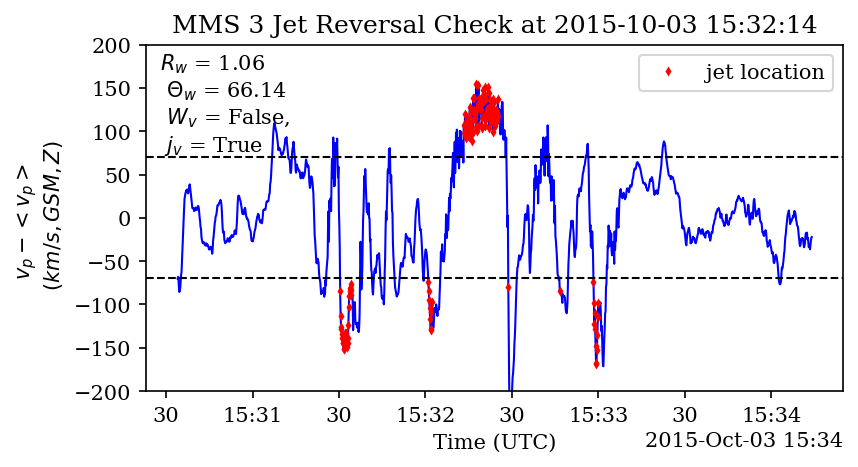 MMS 3 Jet Reversal Check at 2015-10-03 15:32:14
R_w = 1.06
Θ_w = 66.14
W_v = False,
j_v = True
jet location
v_p − < v_p >
(km/s, GSM, Z)
200
150
100
50
0
−50
−100
−150
−200
30 15:31 30 15:32 30 15:33 30 15:34
Time (UTC)
2015-Oct-03 15:34